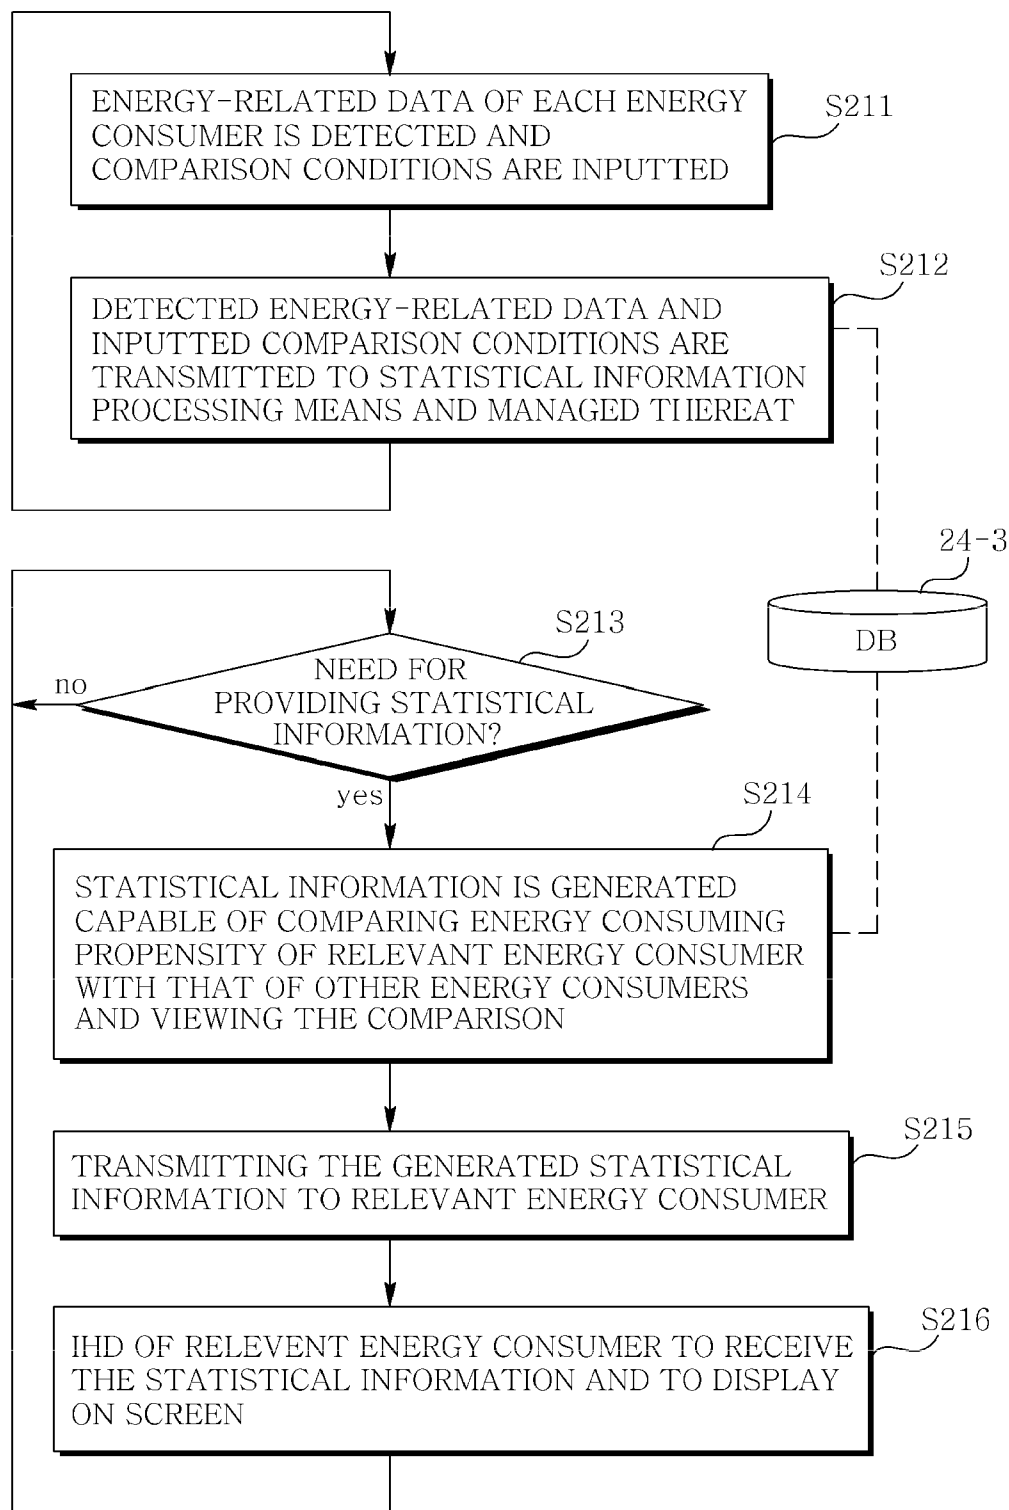 ENERGY-RELATED DATA OF EACH ENERGY
CONSUMER IS DETECTED AND
COMPARISON CONDITIONS ARE INPUTTED
S211
DETECTED ENERGY-RELATED DATA AND
INPUTTED COMPARISON CONDITIONS ARE
TRANSMITTED TO STATISTICAL INFORMATION
PROCESSING MEANS AND MANAGED THEREAT
S212
24-3
DB
S213
NEED FOR
PROVIDING STATISTICAL
INFORMATION?
no
yes
S214
STATISTICAL INFORMATION IS GENERATED
CAPABLE OF COMPARING ENERGY CONSUMING
PROPENSITY OF RELEVANT ENERGY CONSUMER
WITH THAT OF OTHER ENERGY CONSUMERS
AND VIEWING THE COMPARISON
S215
TRANSMITTING THE GENERATED STATISTICAL
INFORMATION TO RELEVANT ENERGY CONSUMER
S216
IHD OF RELEVENT ENERGY CONSUMER TO RECEIVE
THE STATISTICAL INFORMATION AND TO DISPLAY
ON SCREEN